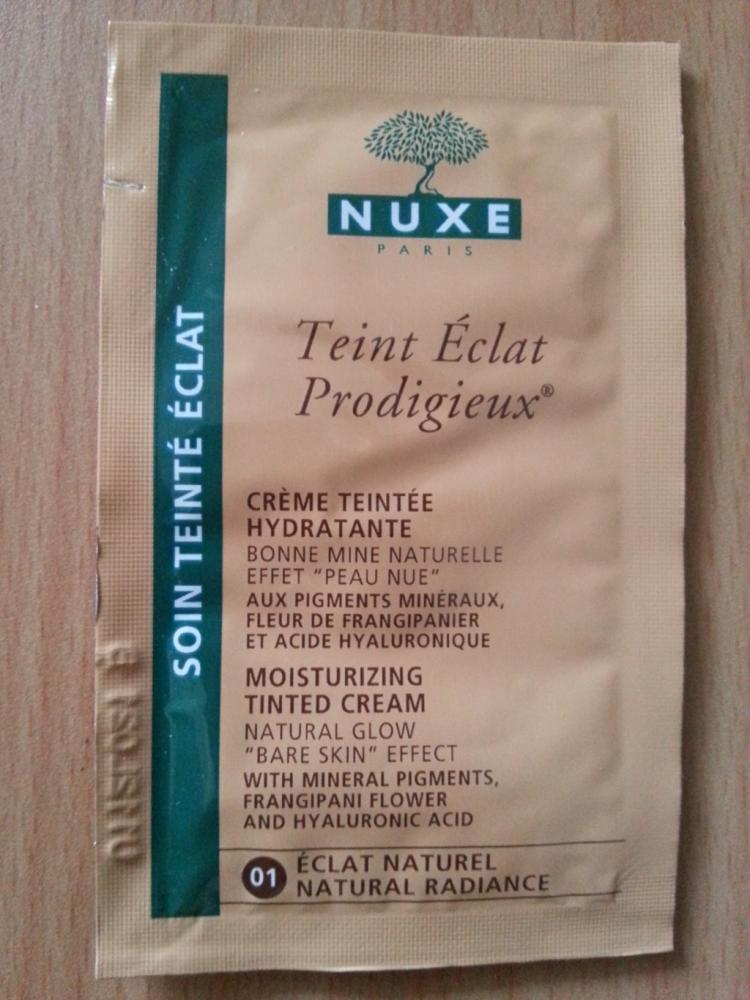 NUXE
PARIS
SOIN TEINTÉ ÉCLAT
Teint Éclat
Prodigieux®
CRÈME TEINTÉE
HYDRATANTE
BONNE MINE NATURELLE
EFFET "PEAU NUE"
AUX PIGMENTS MINÉRAUX,
FLEUR DE FRANGIPANIER
ET ACIDE HYALURONIQUE
MOISTURIZING
TINTED CREAM
NATURAL GLOW
"BARE SKIN" EFFECT
WITH MINERAL PIGMENTS,
FRANGIPANI FLOWER
AND HYALURONIC ACID
01 ÉCLAT NATUREL
NATURAL RADIANCE